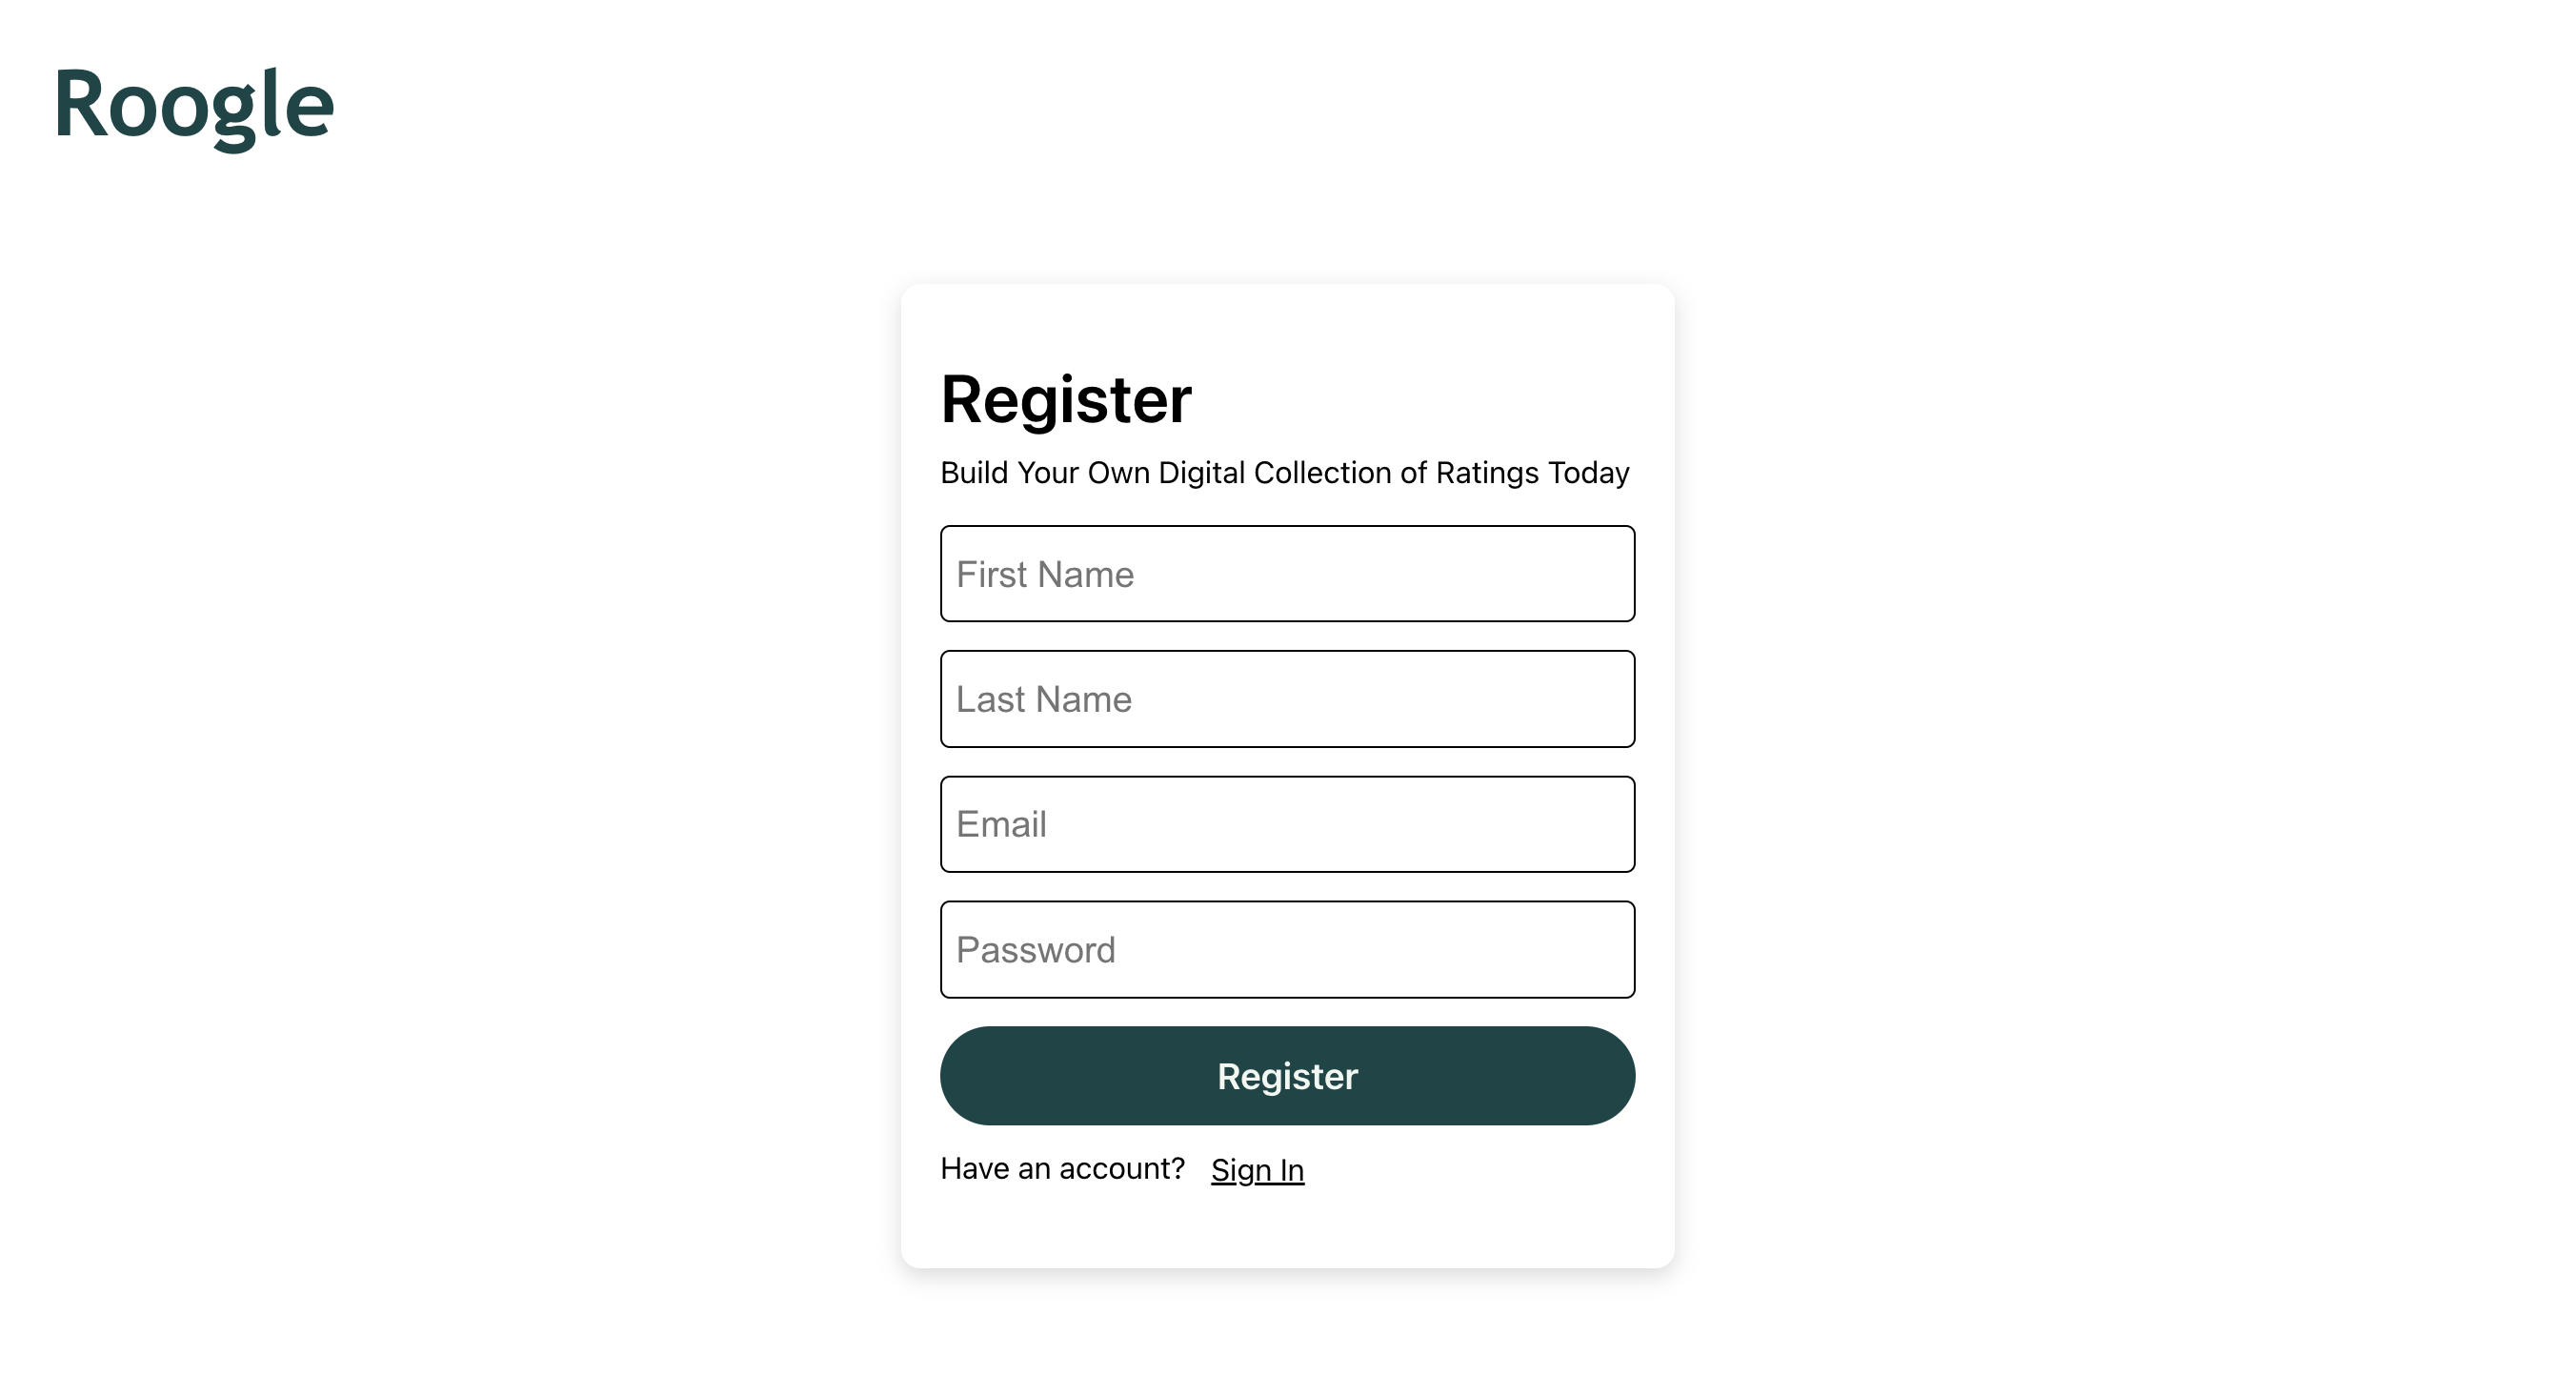 Roogle
Register
Build Your Own Digital Collection of Ratings Today
First Name
Last Name
Email
Password
Register
Have an account? Sign In